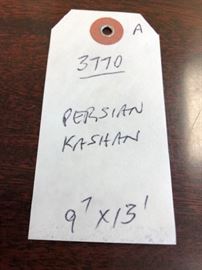 A
3770
PERSIAN
KASHAN
9' x 13'